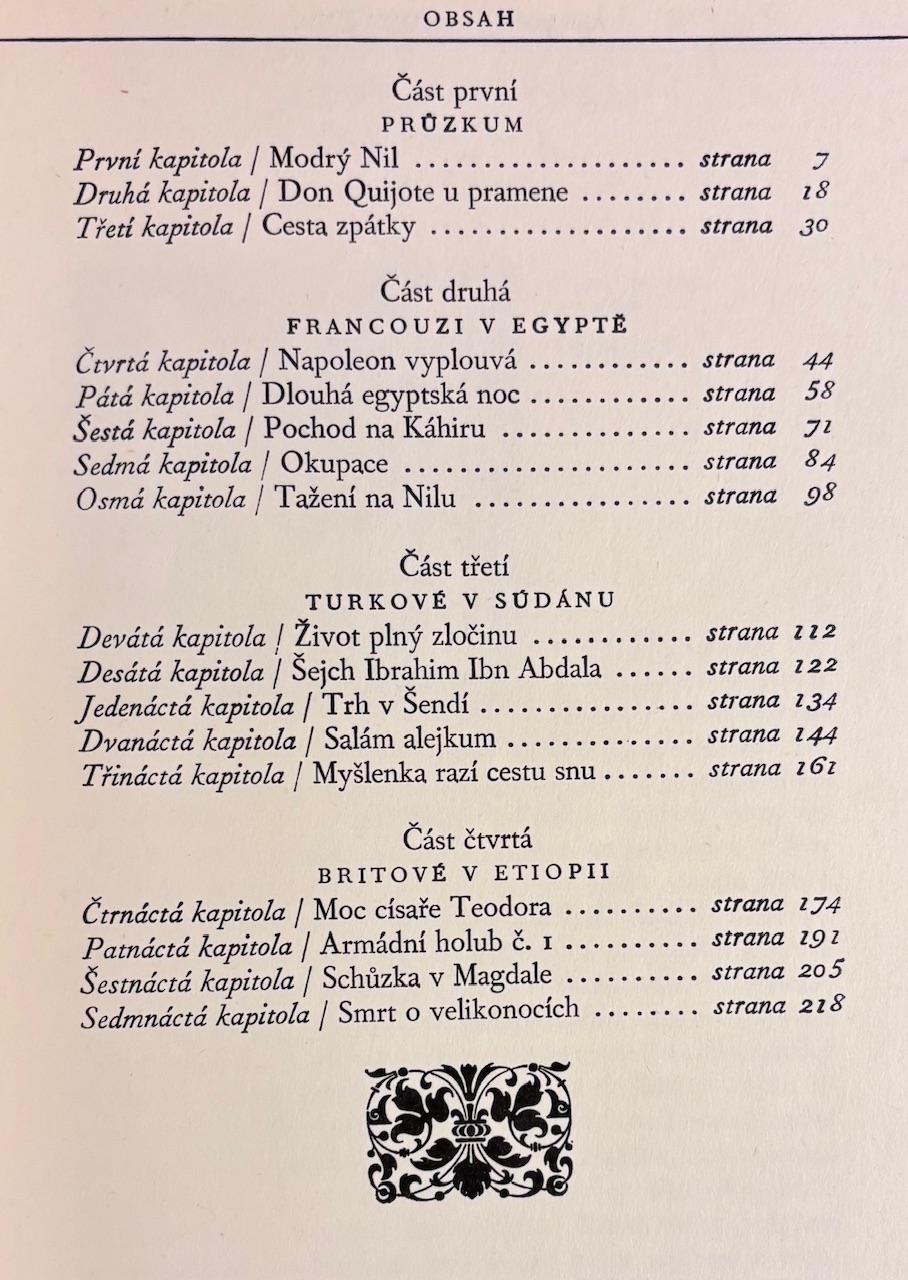 OBSAH
Část první
PRŮZKUM
První kapitola / Modrý Nil .................... strana 7
Druhá kapitola / Don Quijote u pramene ........ strana 18
Třetí kapitola / Cesta zpátky ................... strana 30
Část druhá
FRANCOUZI V EGYPTĚ
Čtvrtá kapitola / Napoleon vyplouvá ............ strana 44
Pátá kapitola / Dlouhá egyptská noc ............ strana 58
Šestá kapitola / Pochod na Káhiru .............. strana 71
Sedmá kapitola / Okupace ..................... strana 84
Osmá kapitola / Tažení na Nilu ................ strana 98
Část třetí
TURKOVÉ V SÚDÁNU
Devátá kapitola / Život plný zločinu ............ strana 112
Desátá kapitola / Šejch Ibrahim Ibn Abdala ...... strana 122
Jedenáctá kapitola / Trh v Šendí ................ strana 134
Dvanáctá kapitola / Salám alejkum .............. strana 144
Třináctá kapitola / Myšlenka razí cestu snu ....... strana 161
Část čtvrtá
BRITOVÉ V ETIOPII
Čtrnáctá kapitola / Moc císaře Teodora .......... strana 174
Patnáctá kapitola / Armádní holub č. 1 .......... strana 191
Šestnáctá kapitola / Schůzka v Magdale .......... strana 205
Sedmnáctá kapitola / Smrt o velikonocích ........ strana 218